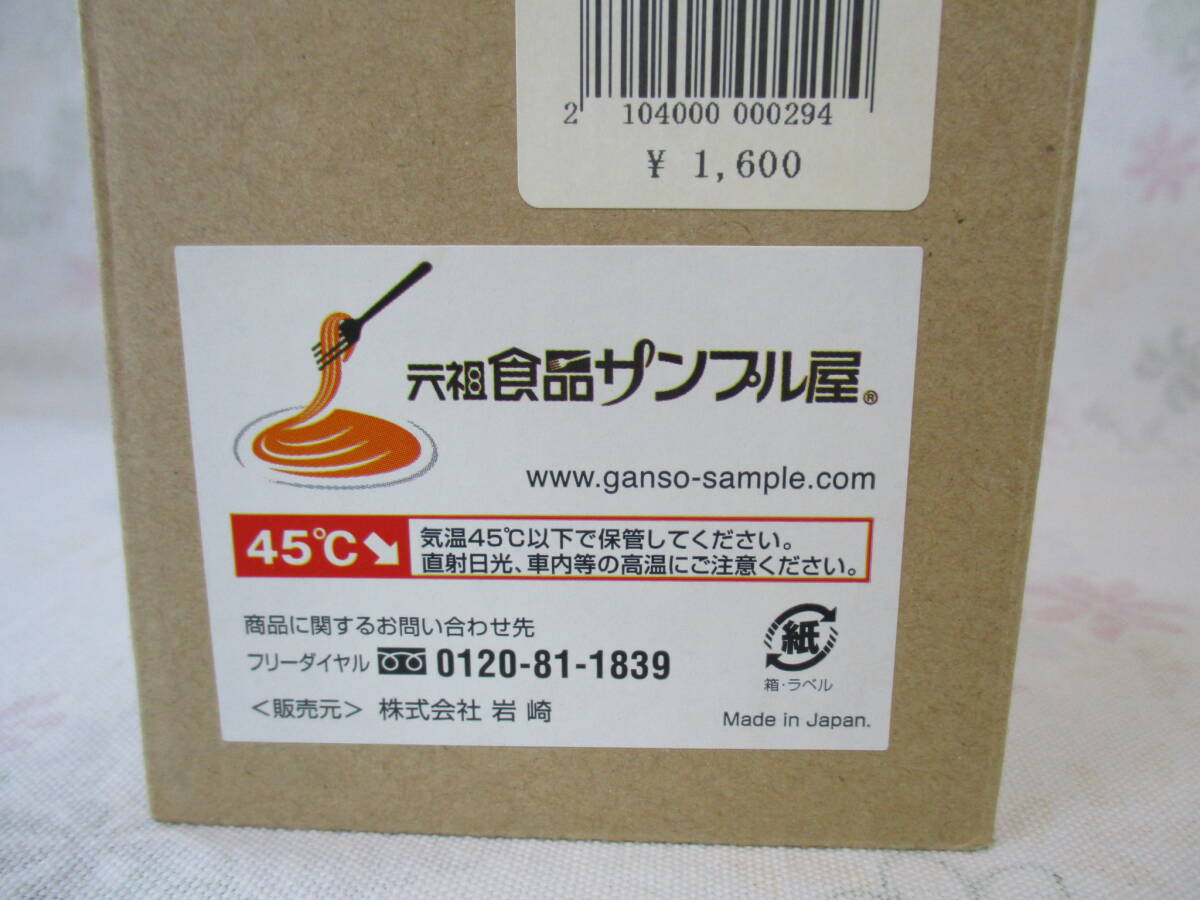 2 104000 000294
¥ 1,600
元祖食品サンプル屋®
www.ganso-sample.com
45℃
気温45℃以下で保管してください。
直射日光、車内等の高温にご注意ください。
商品に関するお問い合わせ先
フリーダイヤル 0120-81-1839
<販売元> 株式会社 岩崎
紙
箱・ラベル
Made in Japan.